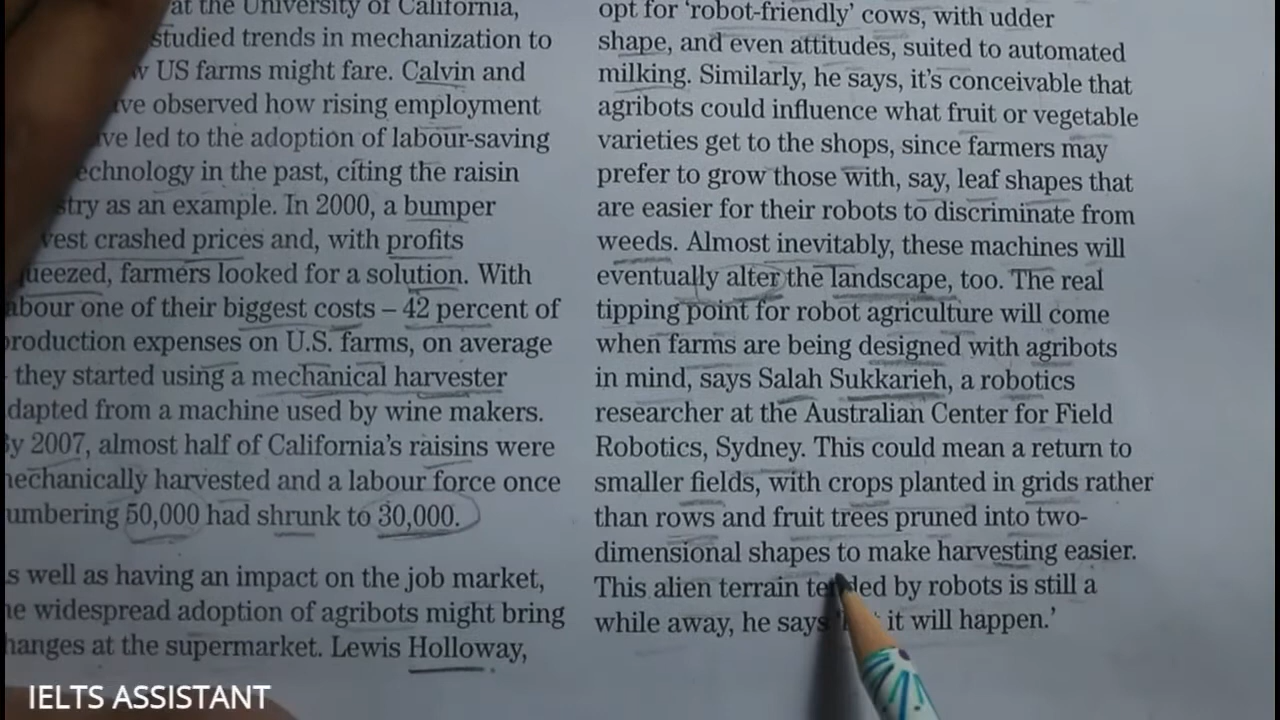 at the University of California,
studied trends in mechanization to
US farms might fare. Calvin and
observed how rising employment
led to the adoption of labour-saving
technology in the past, citing the raisin
as an example. In 2000, a bumper
crashed prices and, with profits
farmers looked for a solution. With
labour one of their biggest costs – 42 percent of
production expenses on U.S. farms, on average
- they started using a mechanical harvester
adapted from a machine used by wine makers.
By 2007, almost half of California's raisins were
mechanically harvested and a labour force once
numbering 50,000 had shrunk to 30,000.
As well as having an impact on the job market,
the widespread adoption of agribots might bring
changes at the supermarket. Lewis Holloway,
opt for 'robot-friendly' cows, with udder
shape, and even attitudes, suited to automated
milking. Similarly, he says, it's conceivable that
agribots could influence what fruit or vegetable
varieties get to the shops, since farmers may
prefer to grow those with, say, leaf shapes that
are easier for their robots to discriminate from
weeds. Almost inevitably, these machines will
eventually alter the landscape, too. The real
tipping point for robot agriculture will come
when farms are being designed with agribots
in mind, says Salah Sukkarieh, a robotics
researcher at the Australian Center for Field
Robotics, Sydney. This could mean a return to
smaller fields, with crops planted in grids rather
than rows and fruit trees pruned into two-
dimensional shapes to make harvesting easier.
This alien terrain tended by robots is still a
while away, he says it will happen.'
IELTS ASSISTANT